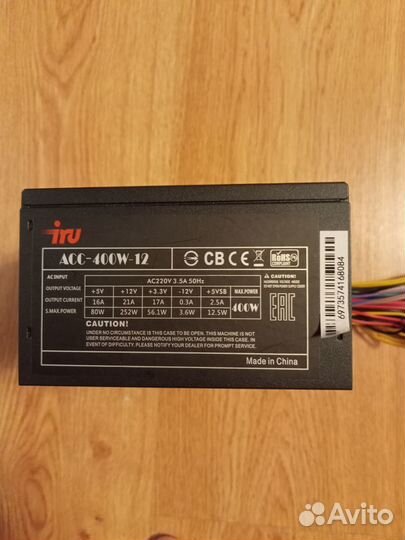 iru
ACC-400W-12
CB CE
RoHS
COMPLIANT
CAUTION!
AC INPUT AC220V 3.5A 50Hz
OUTPUT VOLTAGE +5V +12V +3.3V -12V +5VSB MAX.POWER
OUTPUT CURRENT 16A 21A 17A 0.3A 2.5A 400W
S.MAX.POWER 80W 252W 56.1W 3.6W 12.5W
EAC
CAUTION!
UNDER NO CIRCUMSTANCE IS THIS CASE TO BE OPEN. THIS MACHINE IS NOT
USER SERVICEABLE AND DANGEROUS HIGH VOLTAGE INSIDE THIS CASE. IN
EVENT OF DIFFICULTY. PLEASE NOTIFY YOUR DEALER FOR PROMPT SERVICE.
Made in China
6973574168084
Avito